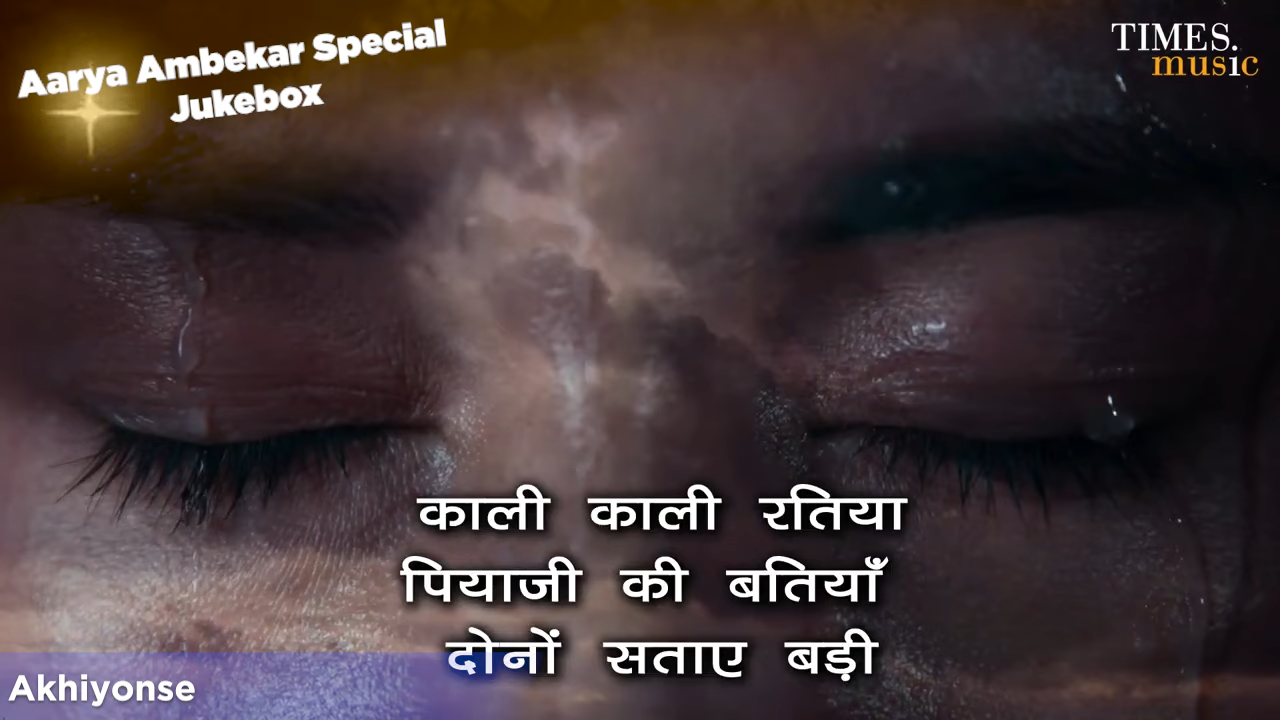 Aarya Ambekar Special
Jukebox
TIMES.
music
काली काली रतिया
पियाजी की बतियाँ
दोनों सताए बड़ी
Akhiyonse